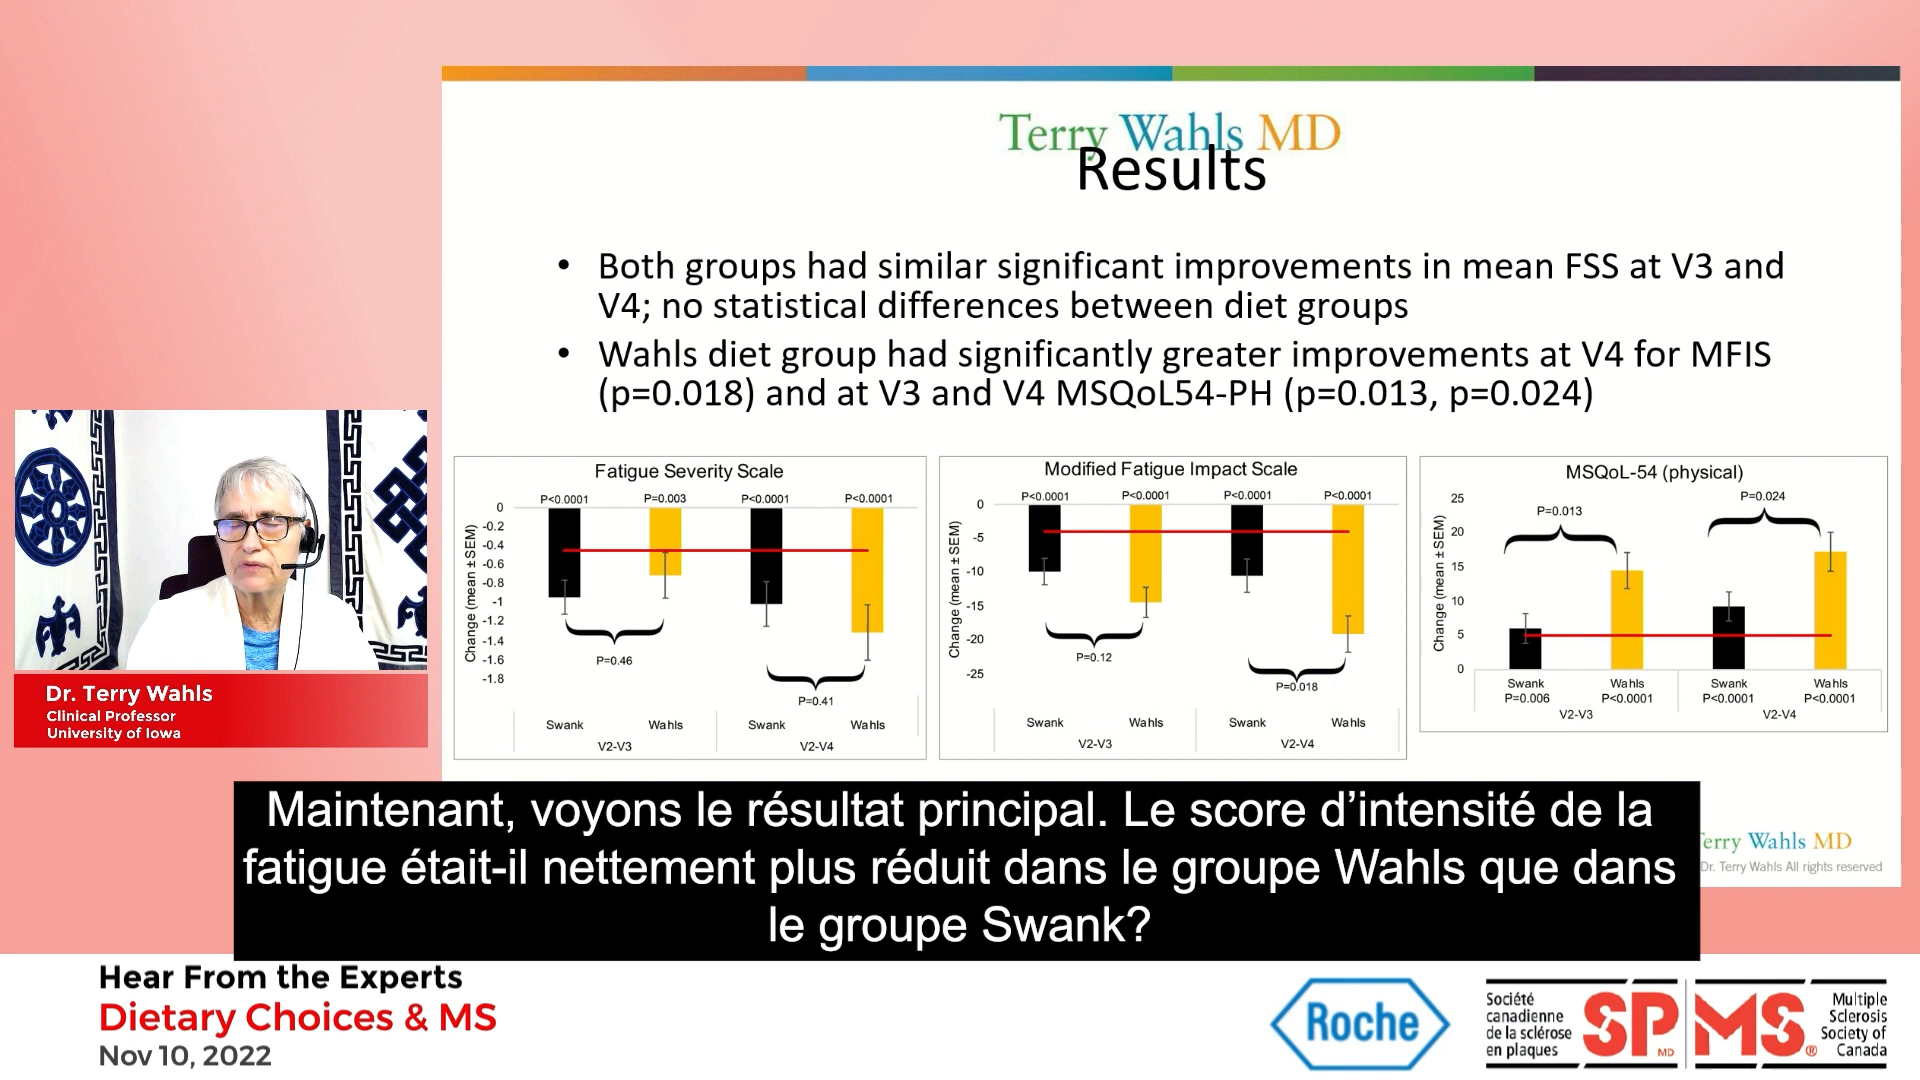 Terry Wahls MD
Results
• Both groups had similar significant improvements in mean FSS at V3 and
V4; no statistical differences between diet groups
• Wahls diet group had significantly greater improvements at V4 for MFIS
(p=0.018) and at V3 and V4 MSQoL54-PH (p=0.013, p=0.024)
Fatigue Severity Scale
P<0.0001 P=0.003 P<0.0001 P<0.0001
Change (mean ± SEM)
0
-0.2
-0.4
-0.6
-0.8
-1
-1.2
-1.4
-1.6
-1.8
P=0.46
P=0.41
Swank Wahls Swank Wahls
V2-V3 V2-V4
Modified Fatigue Impact Scale
P<0.0001 P<0.0001 P<0.0001 P<0.0001
Change (mean ± SEM)
0
-5
-10
-15
-20
-25
P=0.12
P=0.018
Swank Wahls Swank Wahls
V2-V3 V2-V4
MSQoL-54 (physical)
Change (mean ± SEM)
25
20
15
10
5
0
P=0.013
P=0.024
Swank Wahls Swank Wahls
P=0.006 P<0.0001 P<0.0001 P<0.0001
V2-V3 V2-V4
Dr. Terry Wahls
Clinical Professor
University of Iowa
Maintenant, voyons le résultat principal. Le score d’intensité de la
fatigue était-il nettement plus réduit dans le groupe Wahls que dans
le groupe Swank?
Terry Wahls MD
Dr. Terry Wahls All rights reserved
Hear From the Experts
Dietary Choices & MS
Nov 10, 2022
Roche
Société
canadienne
de la sclérose
en plaques
SP
MD
MS
®
Multiple
Sclerosis
Society of
Canada